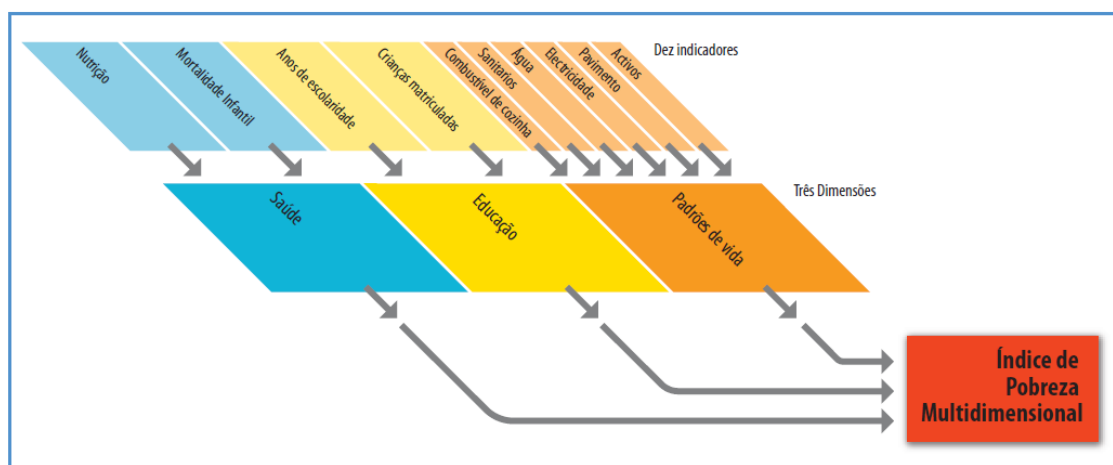 Nutrição
Mortalidade Infantil
Anos de escolaridade
Crianças matriculadas
Combustível de cozinha
Sanitarios
Água
Electricidade
Pavimento
Activos
Dez indicadores
Saúde
Educação
Padrões de vida
Três Dimensões
Índice de
Pobreza
Multidimensional